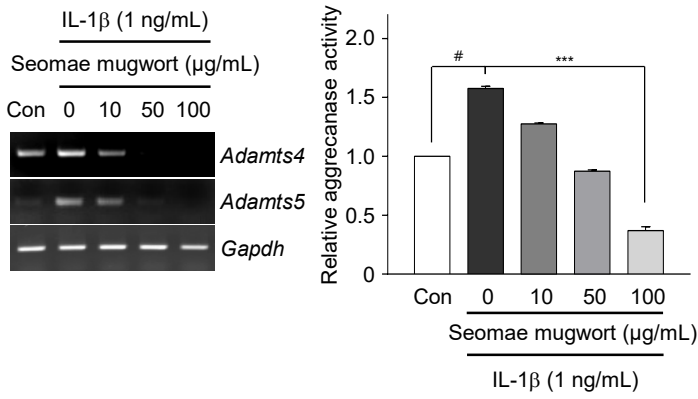 IL-1β (1 ng/mL)
Seomae mugwort (μg/mL)
Con 0 10 50 100
Adamts4
Adamts5
Gapdh
Relative aggrecanase activity
2.0
1.5
1.0
0.5
0
#
***
Con 0 10 50 100
Seomae mugwort (μg/mL)
IL-1β (1 ng/mL)